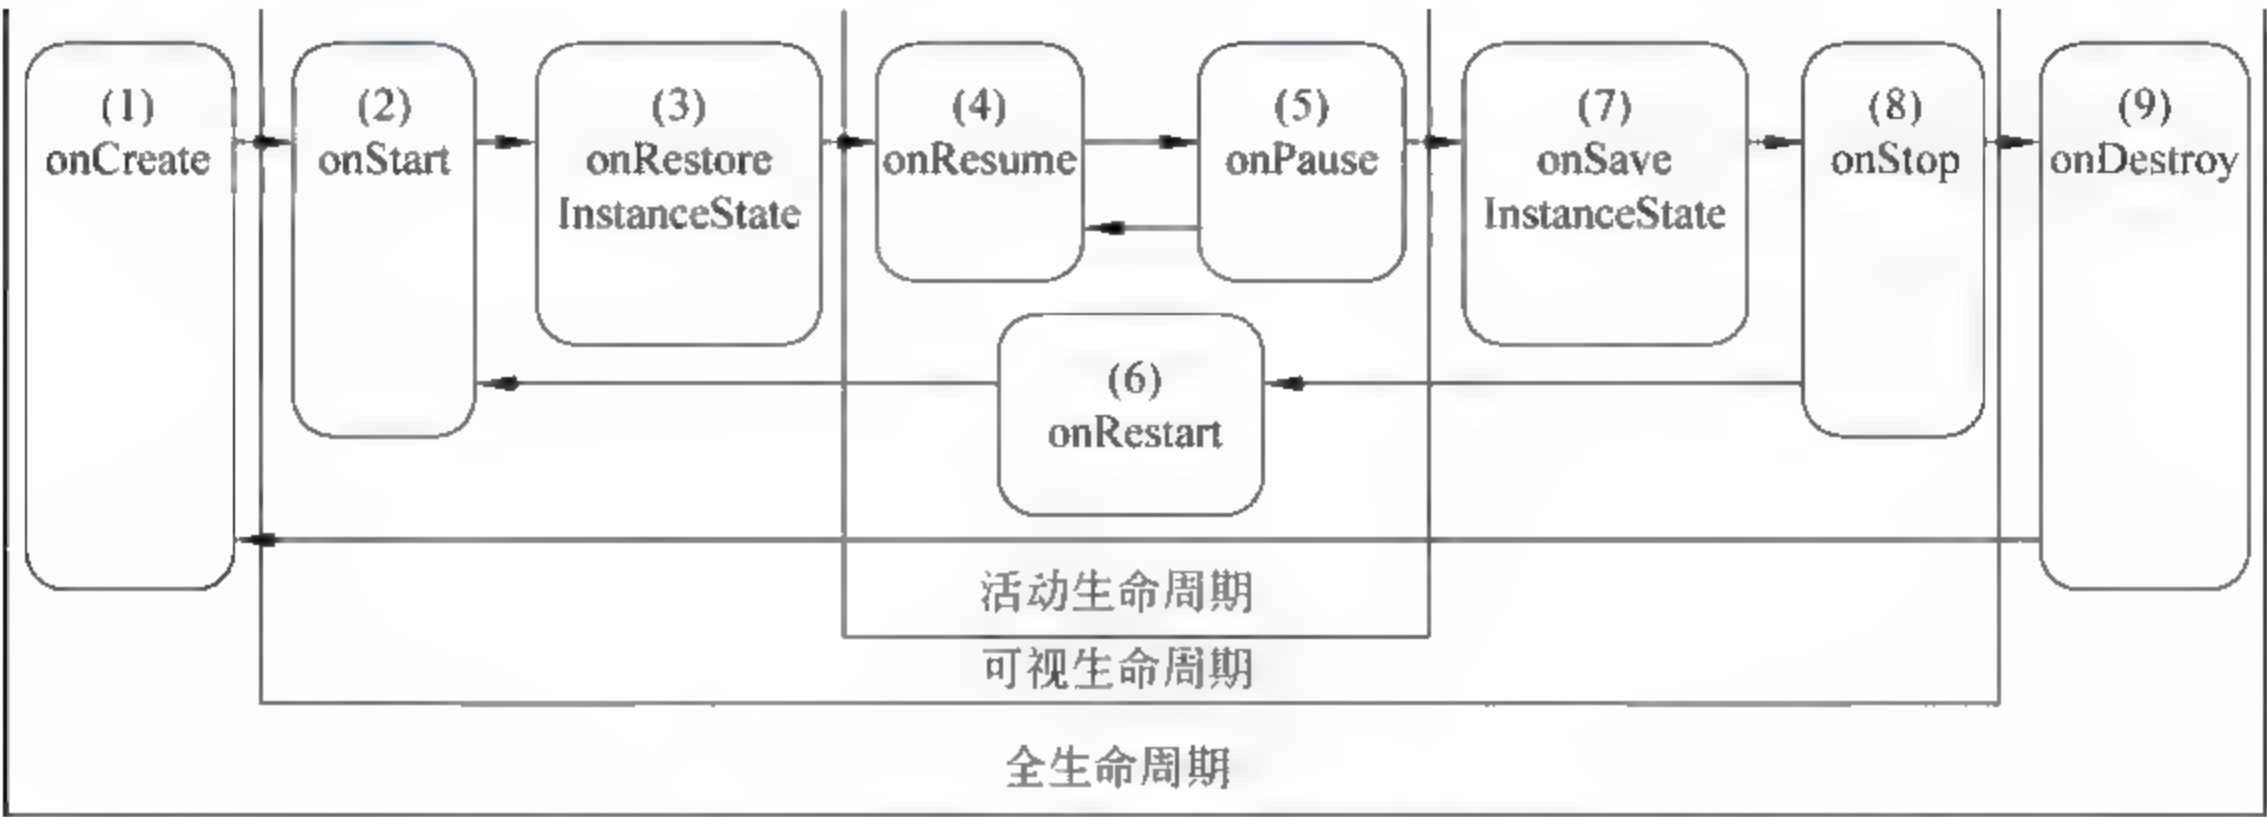 (1)
onCreate
(2)
onStart
(3)
onRestore
InstanceState
(4)
onResume
(5)
onPause
(7)
onSave
InstanceState
(8)
onStop
(9)
onDestroy
(6)
onRestart
活动生命周期
可视生命周期
全生命周期